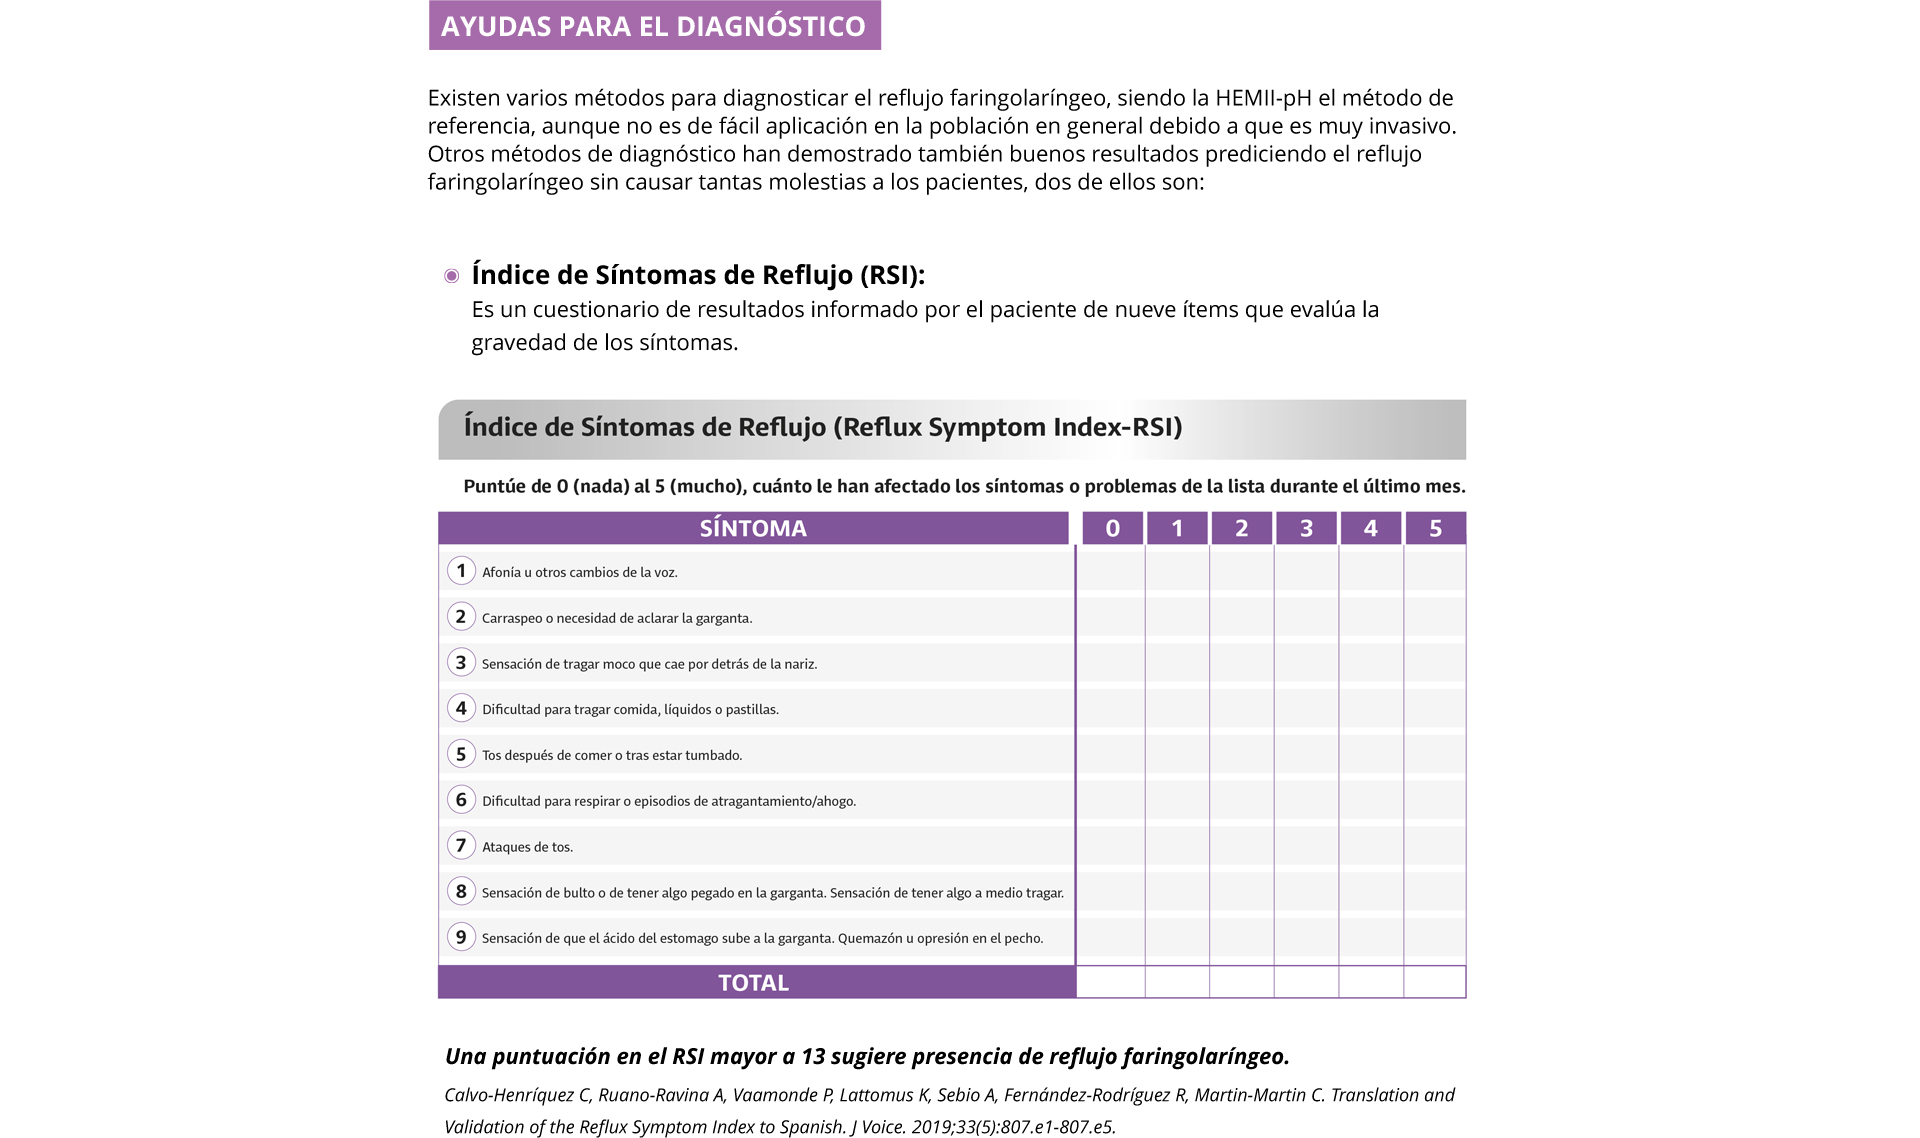 AYUDAS PARA EL DIAGNÓSTICO
Existen varios métodos para diagnosticar el reflujo faringolaríngeo, siendo la HEMII-pH el método de
referencia, aunque no es de fácil aplicación en la población en general debido a que es muy invasivo.
Otros métodos de diagnóstico han demostrado también buenos resultados prediciendo el reflujo
faringolaríngeo sin causar tantas molestias a los pacientes, dos de ellos son:
Índice de Síntomas de Reflujo (RSI):
Es un cuestionario de resultados informado por el paciente de nueve ítems que evalúa la
gravedad de los síntomas.
Índice de Síntomas de Reflujo (Reflux Symptom Index-RSI)
Puntúe de 0 (nada) al 5 (mucho), cuánto le han afectado los síntomas o problemas de la lista durante el último mes.
SÍNTOMA 0 1 2 3 4 5
1 Afonía u otros cambios de la voz.
2 Carraspeo o necesidad de aclarar la garganta.
3 Sensación de tragar moco que cae por detrás de la nariz.
4 Dificultad para tragar comida, líquidos o pastillas.
5 Tos después de comer o tras estar tumbado.
6 Dificultad para respirar o episodios de atragantamiento/ahogo.
7 Ataques de tos.
8 Sensación de bulto o de tener algo pegado en la garganta. Sensación de tener algo a medio tragar.
9 Sensación de que el ácido del estomago sube a la garganta. Quemazón u opresión en el pecho.
TOTAL
Una puntuación en el RSI mayor a 13 sugiere presencia de reflujo faringolaríngeo.
Calvo-Henríquez C, Ruano-Ravina A, Vaamonde P, Lattomus K, Sebio A, Fernández-Rodríguez R, Martin-Martin C. Translation and
Validation of the Reflux Symptom Index to Spanish. J Voice. 2019;33(5):807.e1-807.e5.